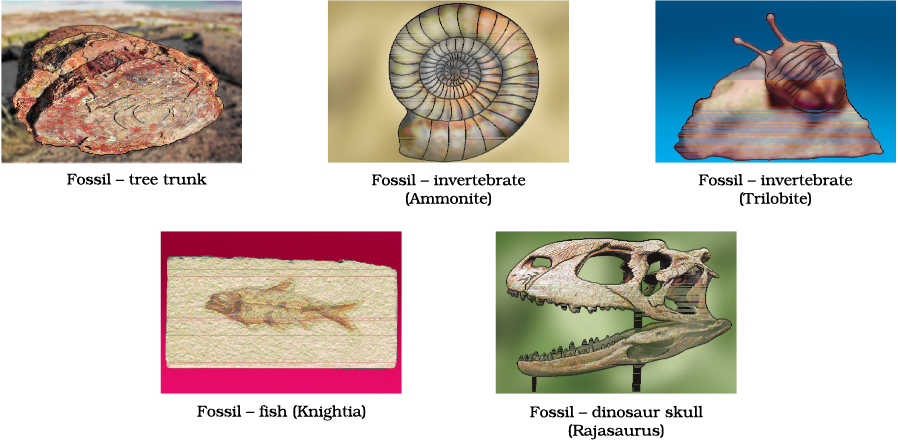 Fossil – tree trunk
Fossil – invertebrate
(Ammonite)
Fossil – invertebrate
(Trilobite)
Fossil – fish (Knightia)
Fossil – dinosaur skull
(Rajasaurus)